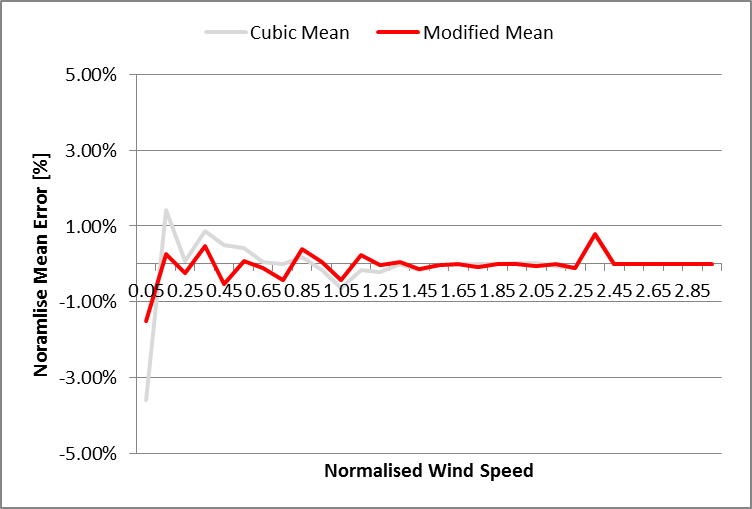 Cubic Mean Modified Mean
5.00%
3.00%
1.00%
-1.00%
-3.00%
-5.00%
Noramlise Mean Error [%]
0.05 0.25 0.45 0.65 0.85 1.05 1.25 1.45 1.65 1.85 2.05 2.25 2.45 2.65 2.85
Normalised Wind Speed